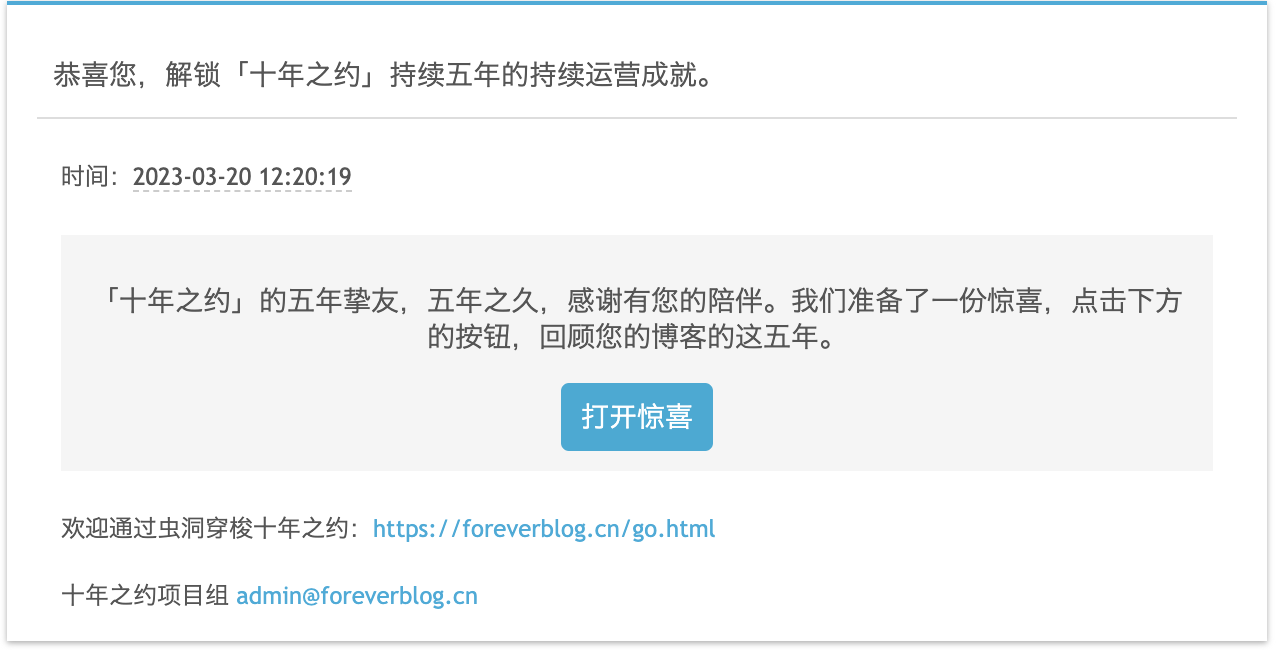 恭喜您，解锁「十年之约」持续五年的持续运营成就。
时间：2023-03-20 12:20:19
「十年之约」的五年挚友，五年之久，感谢有您的陪伴。我们准备了一份惊喜，点击下方
的按钮，回顾您的博客的这五年。
打开惊喜
欢迎通过虫洞穿梭十年之约：https://foreverblog.cn/go.html
十年之约项目组 admin@foreverblog.cn